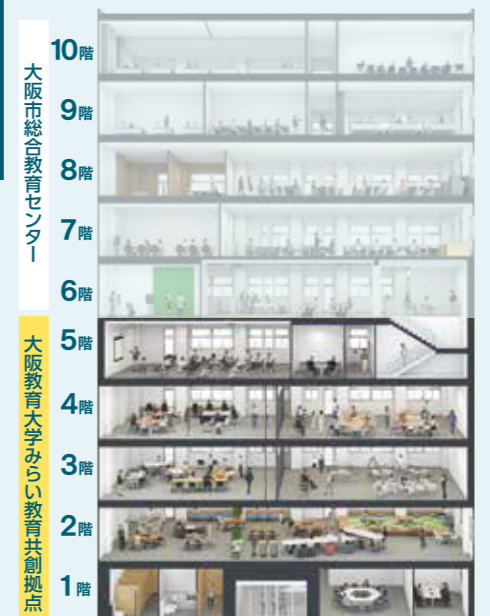 大阪市総合教育センター
10階
9階
8階
7階
6階
大阪教育大学みらい教育共創拠点
5階
4階
3階
2階
1階